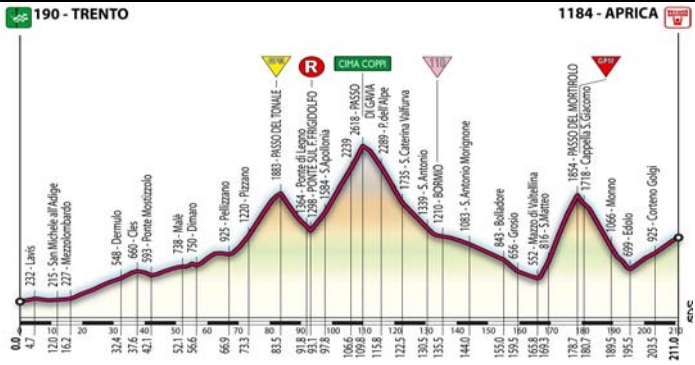 190 - TRENTO
1184 - APRICA
R
CIMA COPPI
110
GPM
232 - Lavis
215 - San Michele all'Adige
227 - Mezzolombardo
548 - Dermulo
660 - Cles
593 - Ponte Mostizzolo
738 - Malè
750 - Dimaro
925 - Pellizzano
1220 - Pizzano
1883 - PASSO DEL TONALE
1364 - Ponte di Legno
1298 - PONTE SUL F. FRIGIDOLFO
1584 - S. Apollonia
2239
2618 - PASSO
DI GAVIA
2289 - P. dell'Alpe
1735 - S. Caterina Valfurva
1339 - S. Antonio
1210 - BORMIO
1083 - S. Antonio Morignone
843 - Bolladore
656 - Grosio
552 - Mazzo di Valtellina
816 - S. Matteo
1854 - PASSO DEL MORTIROLO
1718 - Cappella S. Giacomo
1066 - Monno
699 - Edolo
925 - Corteno Golgi
SDS
0 10 20 30 40 50 60 70 80 90 100 110 120 130 140 150 160 170 180 190 200 210
0.0 4.7 12.0 16.2 32.4 37.6 42.1 52.1 56.6 66.9 73.3 83.5 91.8 93.1 97.8 106.6 109.8 115.8 122.5 130.5 135.5 144.0 155.0 159.5 165.8 169.3 178.7 180.7 189.5 195.5 203.5 211.0